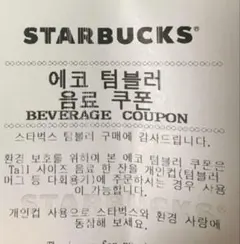 STARBUCKS®
에코 텀블러
음료 쿠폰
BEVERAGE COUPON
스타벅스 텀블러 구매에 감사드립니다.
환경 보호를 위하여 본 에코 텀블러 쿠폰은
Tall 사이즈 음료 한 잔을 개인컵(텀블러
머그 등 다회용기)에 주문하시는 경우 사용
이 가능합니다.
개인컵 사용으로 스타벅스와 환경 사랑에
동참해 보세요.